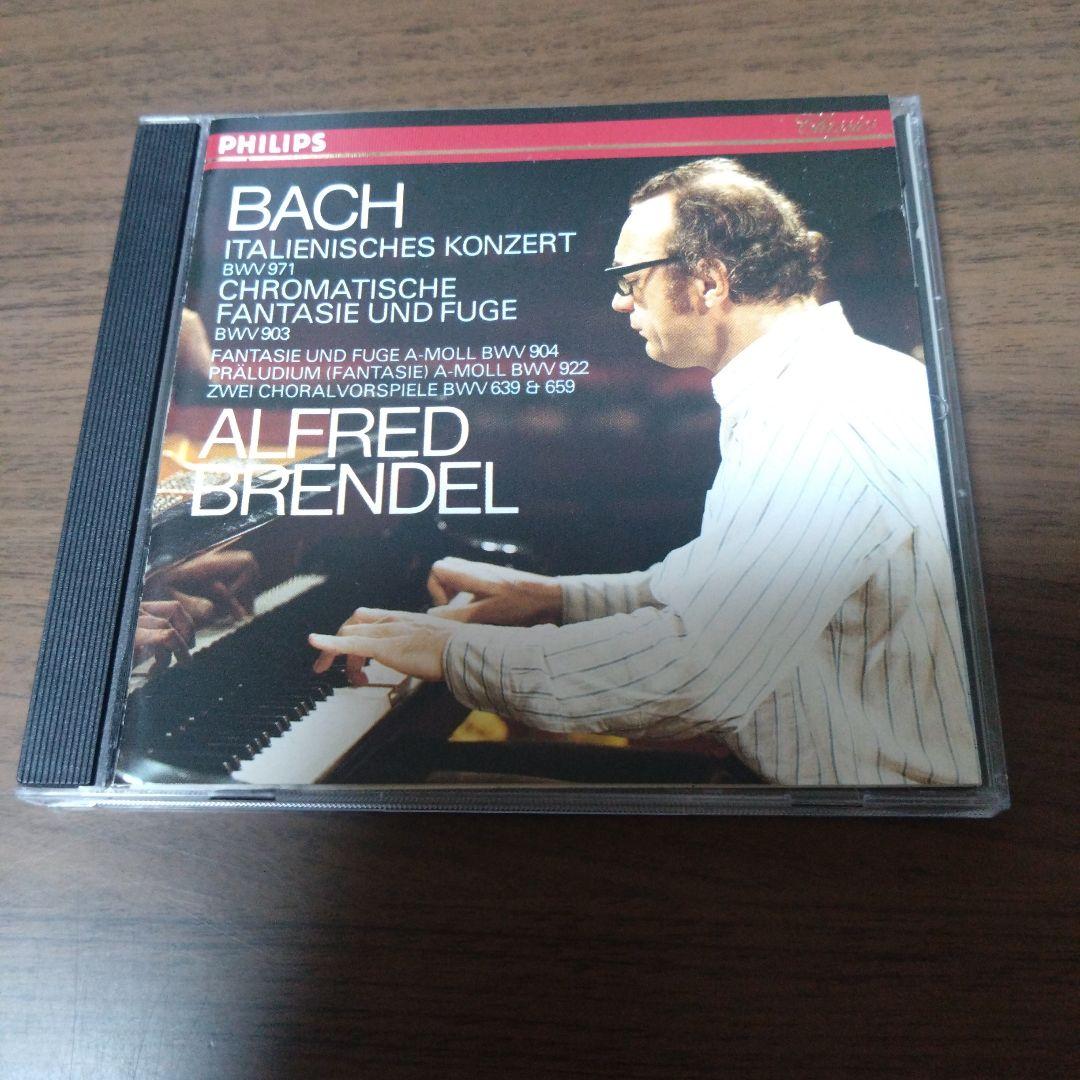 PHILIPS
BACH
ITALIENISCHES KONZERT
BWV 971
CHROMATISCHE
FANTASIE UND FUGE
BWV 903
FANTASIE UND FUGE A-MOLL BWV 904
PRÄLUDIUM (FANTASIE) A-MOLL BWV 922
ZWEI CHORALVORSPIELE BWV 639 & 659
ALFRED
BRENDEL